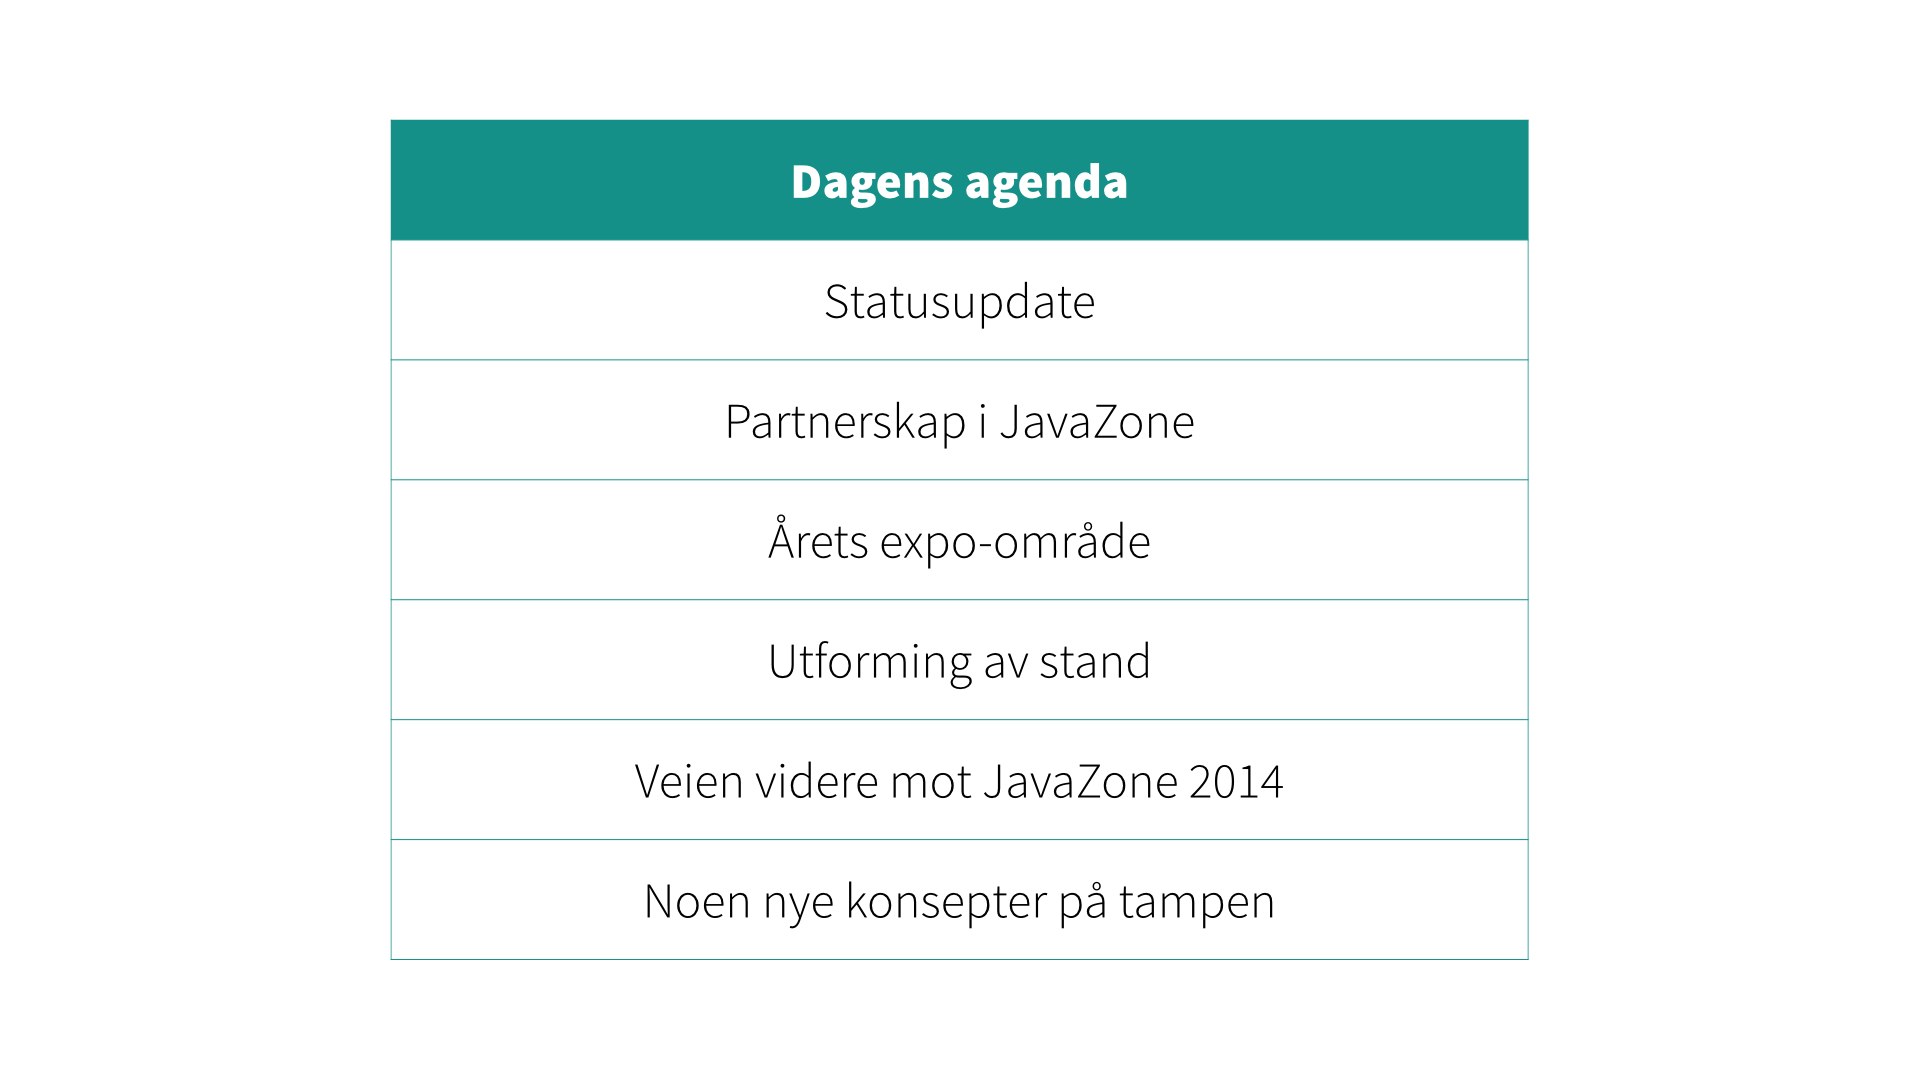 Dagens agenda
Statusupdate
Partnerskap i JavaZone
Årets expo-område
Utforming av stand
Veien videre mot JavaZone 2014
Noen nye konsepter på tampen